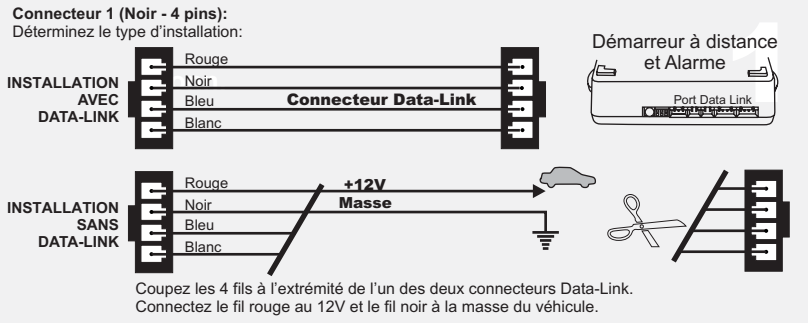 Connecteur 1 (Noir - 4 pins):
Déterminez le type d'installation:
INSTALLATION
AVEC
DATA-LINK
Rouge
Noir
Bleu
Blanc
Connecteur Data-Link
Démarreur à distance
et Alarme
1
Port Data Link
INSTALLATION
SANS
DATA-LINK
Rouge
Noir
Bleu
Blanc
+12V
Masse
Coupez les 4 fils à l'extrémité de l'un des deux connecteurs Data-Link.
Connectez le fil rouge au 12V et le fil noir à la masse du véhicule.